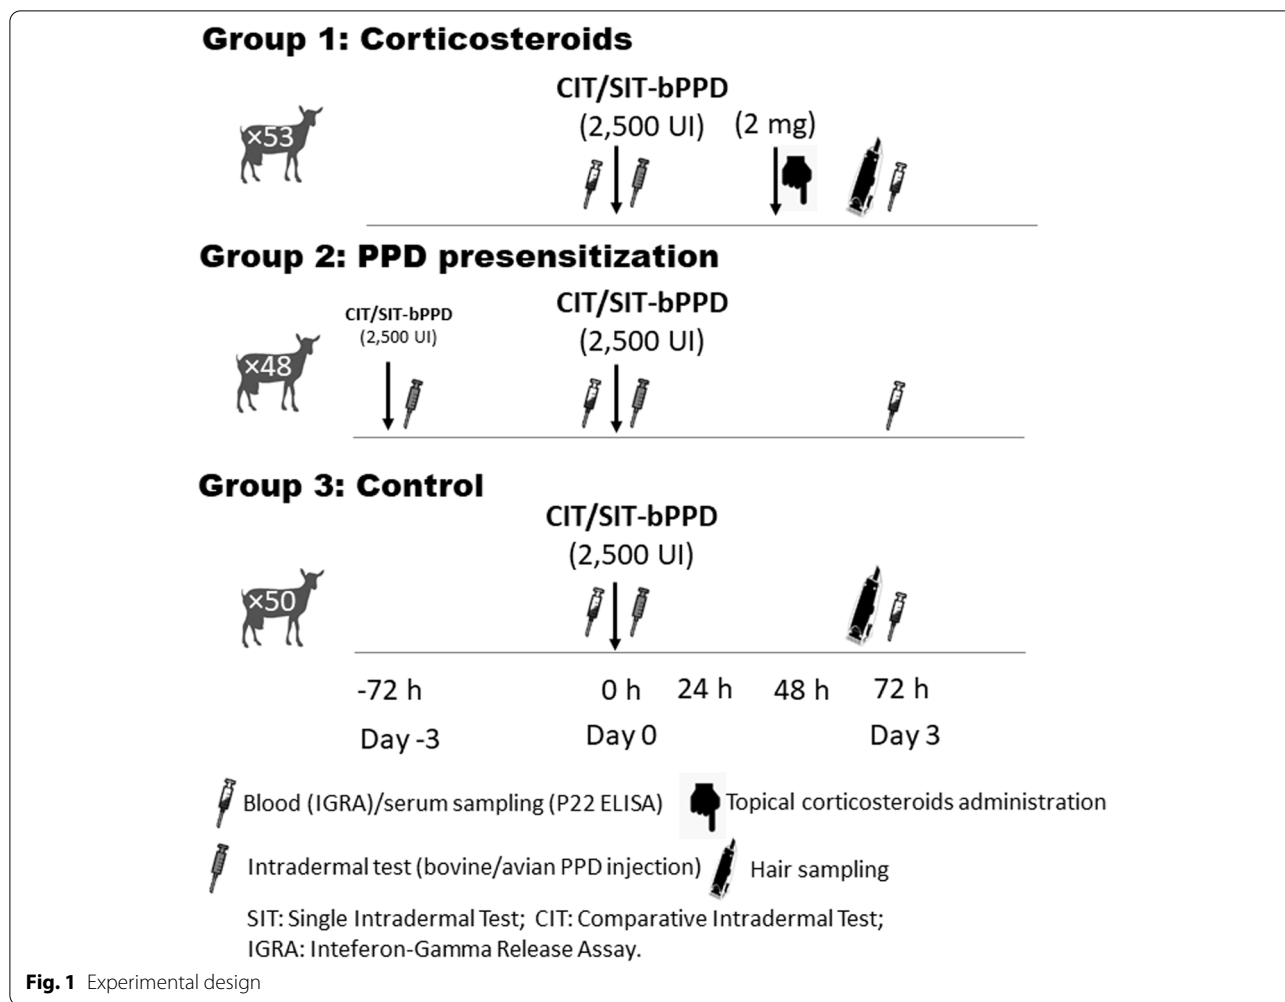 Group 1: Corticosteroids
CIT/SIT-bPPD
(2,500 UI) (2 mg)
×53
Group 2: PPD presensitization
CIT/SIT-bPPD
CIT/SIT-bPPD
(2,500 UI)
(2,500 UI)
×48
Group 3: Control
CIT/SIT-bPPD
(2,500 UI)
×50
-72 h 0 h 24 h 48 h 72 h
Day -3 Day 0 Day 3
Blood (IGRA)/serum sampling (P22 ELISA) Topical corticosteroids administration
Intradermal test (bovine/avian PPD injection) Hair sampling
SIT: Single Intradermal Test; CIT: Comparative Intradermal Test;
IGRA: Inteferon-Gamma Release Assay.
Fig. 1 Experimental design